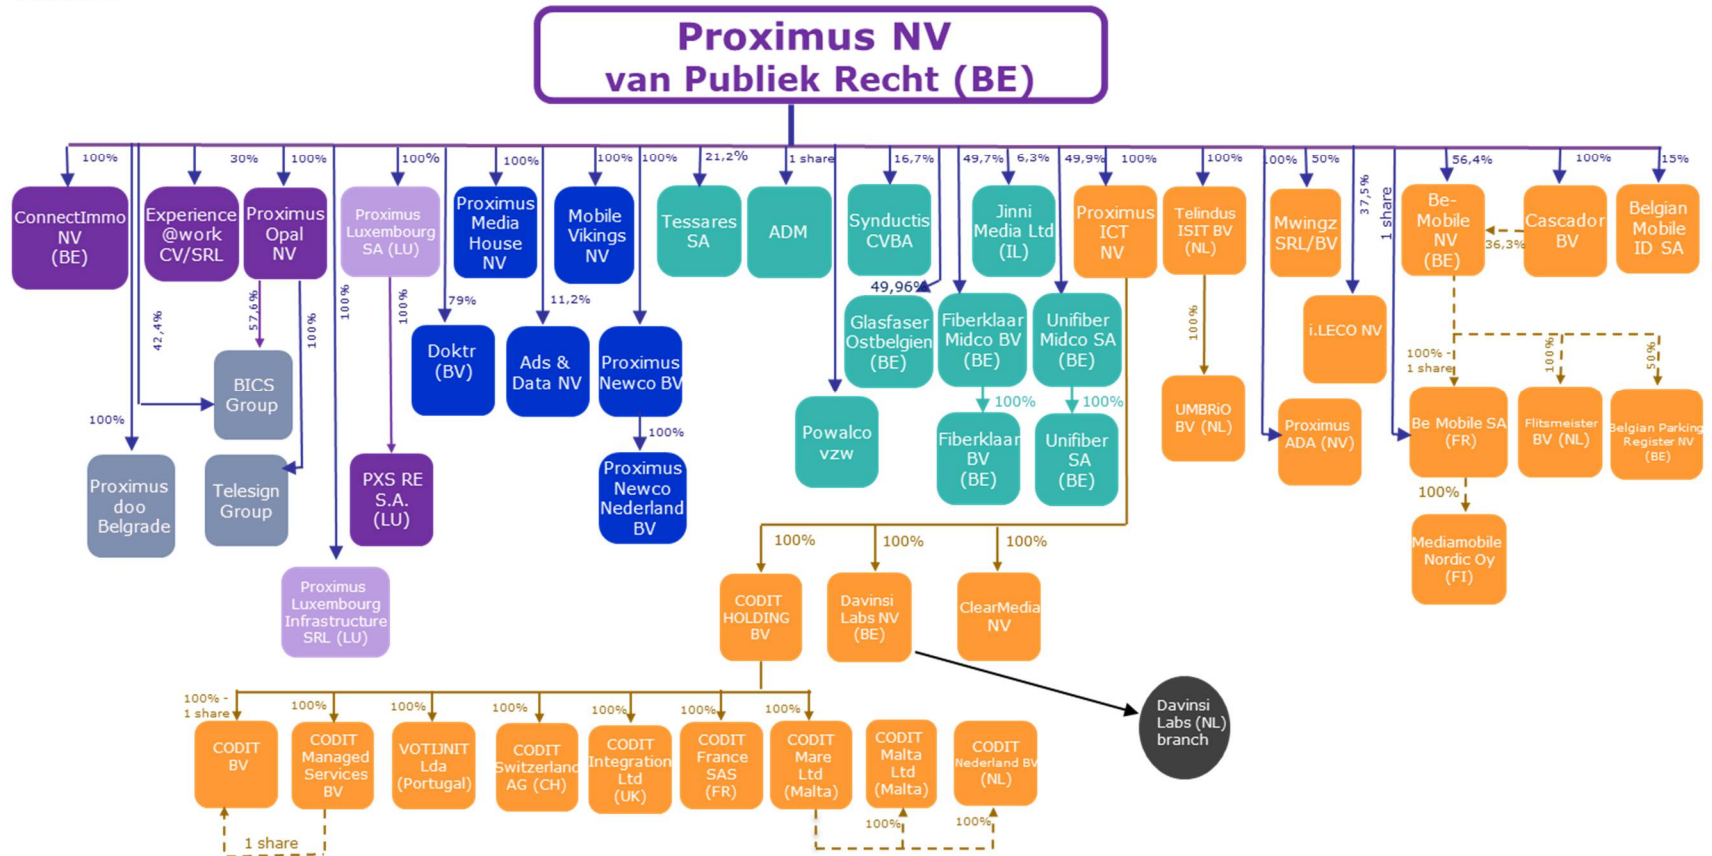 Proximus NV
van Publiek Recht (BE)
100%
30%
100%
100%
100%
100%
100%
21,2%
1 share
16,7%
49,7%
6,3%
49,9%
100%
100%
100%
50%
37,5%
1 share
56,4%
100%
15%
ConnectImmo
NV
(BE)
Experience
@work
CV/SRL
Proximus
Opal
NV
Proximus
Luxembourg
SA (LU)
Proximus
Media
House
NV
Mobile
Vikings
NV
Tessares
SA
ADM
Synductis
CVBA
Jinni
Media Ltd
(IL)
Proximus
ICT
NV
Telindus
ISIT BV
(NL)
Mwingz
SRL/BV
Be-
Mobile
NV
(BE)
36,3%
Cascador
BV
Belgian
Mobile
ID SA
42,4%
57,6%
100%
100%
100%
79%
11,2%
49,96%
100%
BICS
Group
Doktr
(BV)
Ads &
Data NV
Proximus
Newco BV
Glasfaser
Ostbelgien
(BE)
Fiberklaar
Midco BV
(BE)
Unifiber
Midco SA
(BE)
i.LECO NV
100% -
1 share
100%
50%
100%
100%
100%
100%
Proximus
doo
Belgrade
Telesign
Group
PXS RE
S.A.
(LU)
Proximus
Newco
Nederland
BV
Powalco
vzw
Fiberklaar
BV
(BE)
Unifiber
SA
(BE)
UMBRiO
BV (NL)
Proximus
ADA (NV)
Be Mobile SA
(FR)
Flitsmeister
BV (NL)
Belgian Parking
Register NV
(BE)
100%
Mediamobile
Nordic Oy
(FI)
Proximus
Luxembourg
Infrastructure
SRL (LU)
100%
100%
100%
CODIT
HOLDING
BV
Davinsi
Labs NV
(BE)
ClearMedia
NV
Davinsi
Labs (NL)
branch
100% -
1 share
100%
100%
100%
100%
100%
100%
CODIT
BV
CODIT
Managed
Services
BV
VOTIJNIT
Lda
(Portugal)
CODIT
Switzerland
AG (CH)
CODIT
Integration
Ltd
(UK)
CODIT
France
SAS
(FR)
CODIT
Mare
Ltd
(Malta)
CODIT
Malta
Ltd
(Malta)
CODIT
Nederland BV
(NL)
1 share
100%
100%